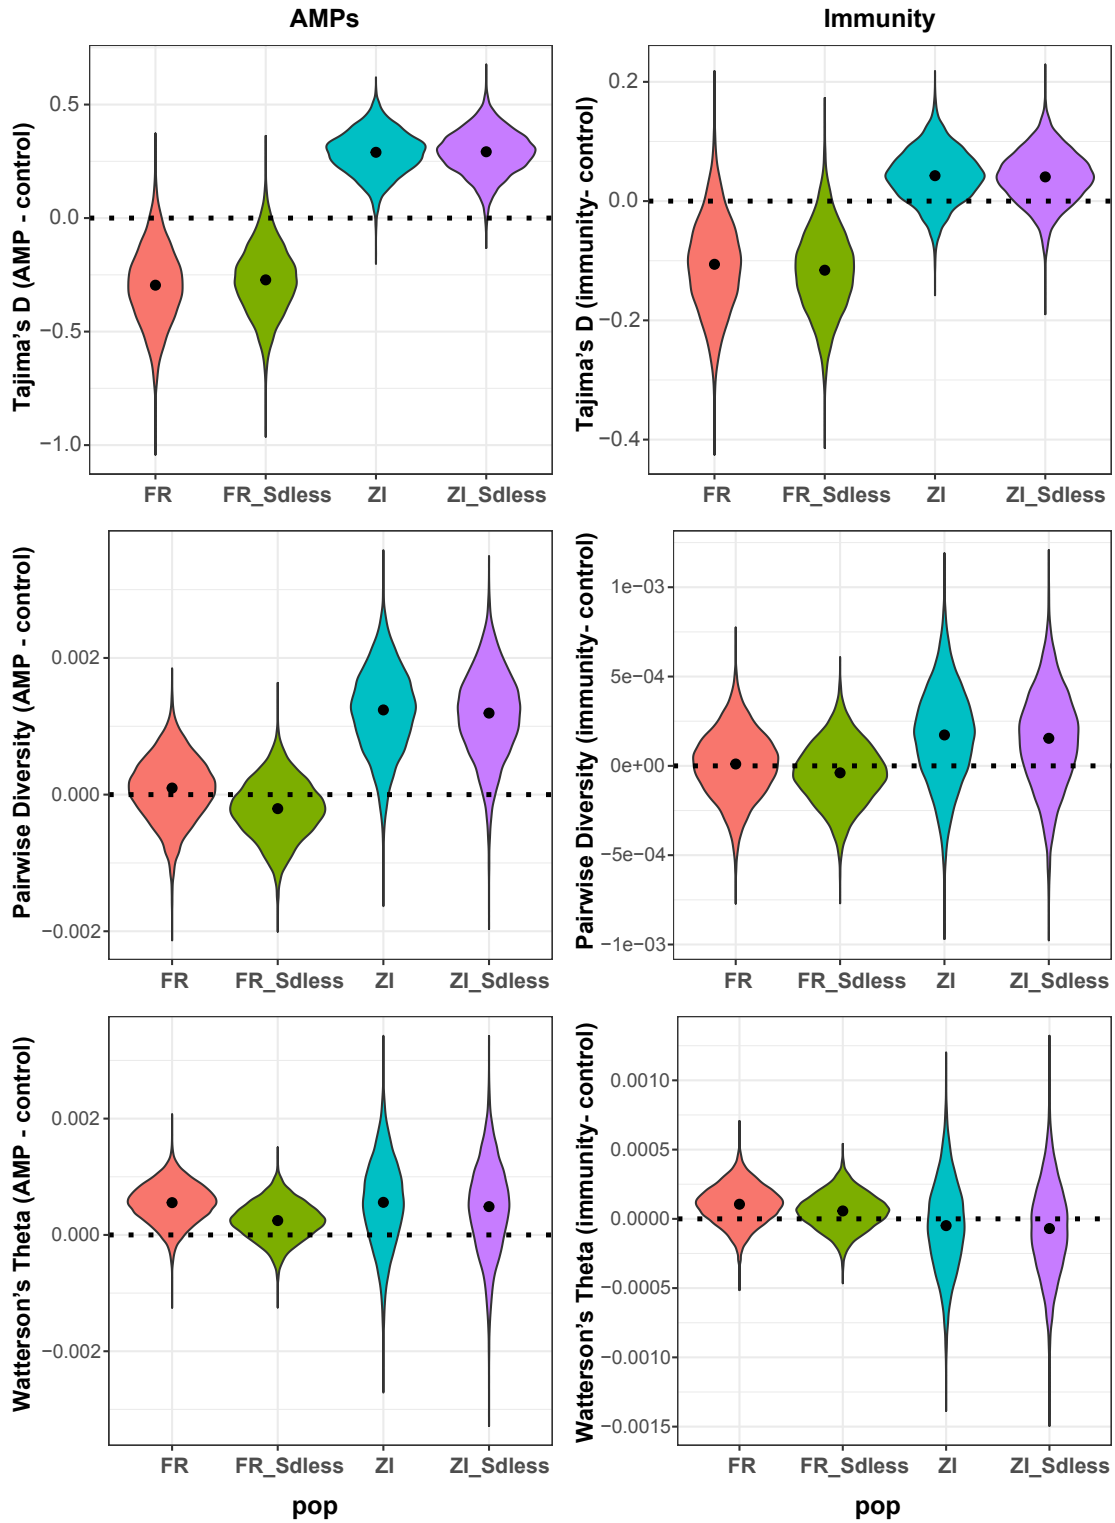 AMPs
Immunity
Tajima's D (AMP - control)
0.5
0.0
−0.5
−1.0
FR FR_Sdless ZI ZI_Sdless
Tajima's D (immunity- control)
0.2
0.0
−0.2
−0.4
FR FR_Sdless ZI ZI_Sdless
Pairwise Diversity (AMP - control)
0.002
0.000
−0.002
FR FR_Sdless ZI ZI_Sdless
Pairwise Diversity (immunity- control)
1e−03
5e−04
0e+00
−5e−04
−1e−03
FR FR_Sdless ZI ZI_Sdless
Watterson's Theta (AMP - control)
0.002
0.000
−0.002
FR FR_Sdless ZI ZI_Sdless
pop
Watterson's Theta (immunity- control)
0.0010
0.0005
0.0000
−0.0005
−0.0010
−0.0015
FR FR_Sdless ZI ZI_Sdless
pop